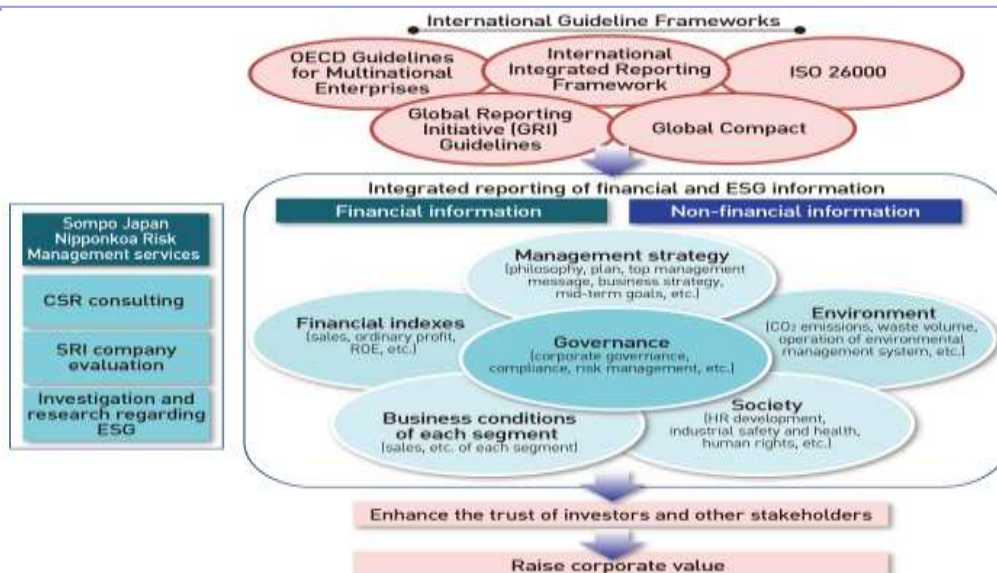 International Guideline Frameworks
OECD Guidelines
for Multinational
Enterprises
International
Integrated Reporting
Framework
ISO 26000
Global Reporting
Initiative (GRI)
Guidelines
Global Compact
Integrated reporting of financial and ESG information
Financial information
Non-financial information
Sompo Japan
Nipponkoa Risk
Management services
CSR consulting
SRI company
evaluation
Investigation and
research regarding
ESG
Management strategy
(philosophy, plan, top management
message, business strategy,
mid-term goals, etc.)
Financial indexes
(sales, ordinary profit,
ROE, etc.)
Governance
(corporate governance,
compliance, risk management, etc.)
Environment
(CO₂ emissions, waste volume,
operation of environmental
management system, etc.)
Business conditions
of each segment
(sales, etc. of each segment)
Society
(HR development,
industrial safety and health,
human rights, etc.)
Enhance the trust of investors and other stakeholders
Raise corporate value